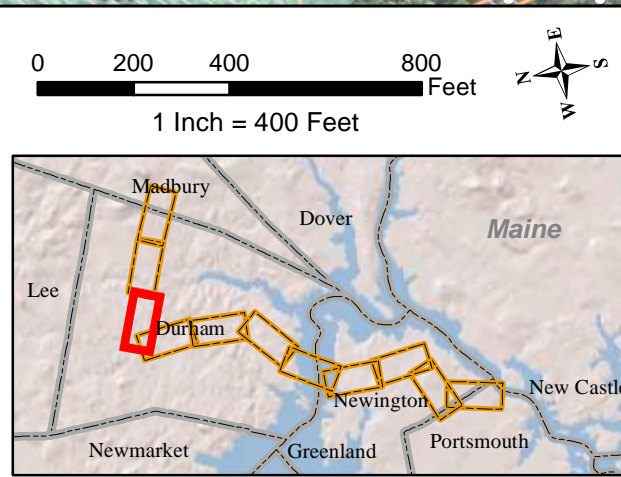 0 200 400 800
Feet
1 Inch = 400 Feet
N E S W
Madbury
Dover
Maine
Lee
Durham
New Castle
Newington
Portsmouth
Newmarket
Greenland